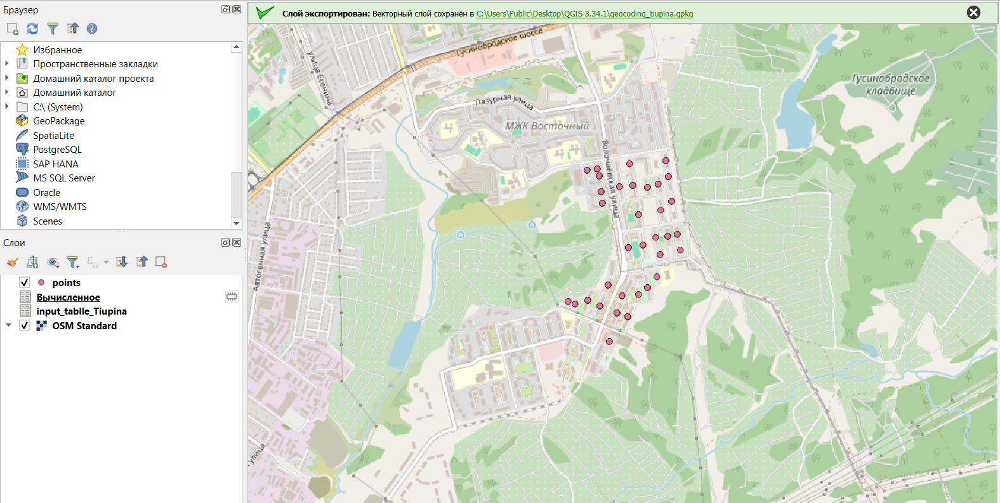 Браузер
Избранное
Пространственные закладки
Домашний каталог проекта
Домашний каталог
C:\ (System)
GeoPackage
SpatiaLite
PostgreSQL
SAP HANA
MS SQL Server
Oracle
WMS/WMTS
Scenes
Слои
points
Вычисленное
input_tablle_Tiupina
OSM Standard
Слой экспортирован: Векторный слой сохранён в C:\Users\Public\Desktop\QGIS 3.34.1\geocoding_tiupina.gpkg
Гусинобродское шоссе
улица Есенина
Лазурная улица
МЖК Восточный
Гусинобродское
кладбище
Волочаевская улица
Автогенная улица
улица